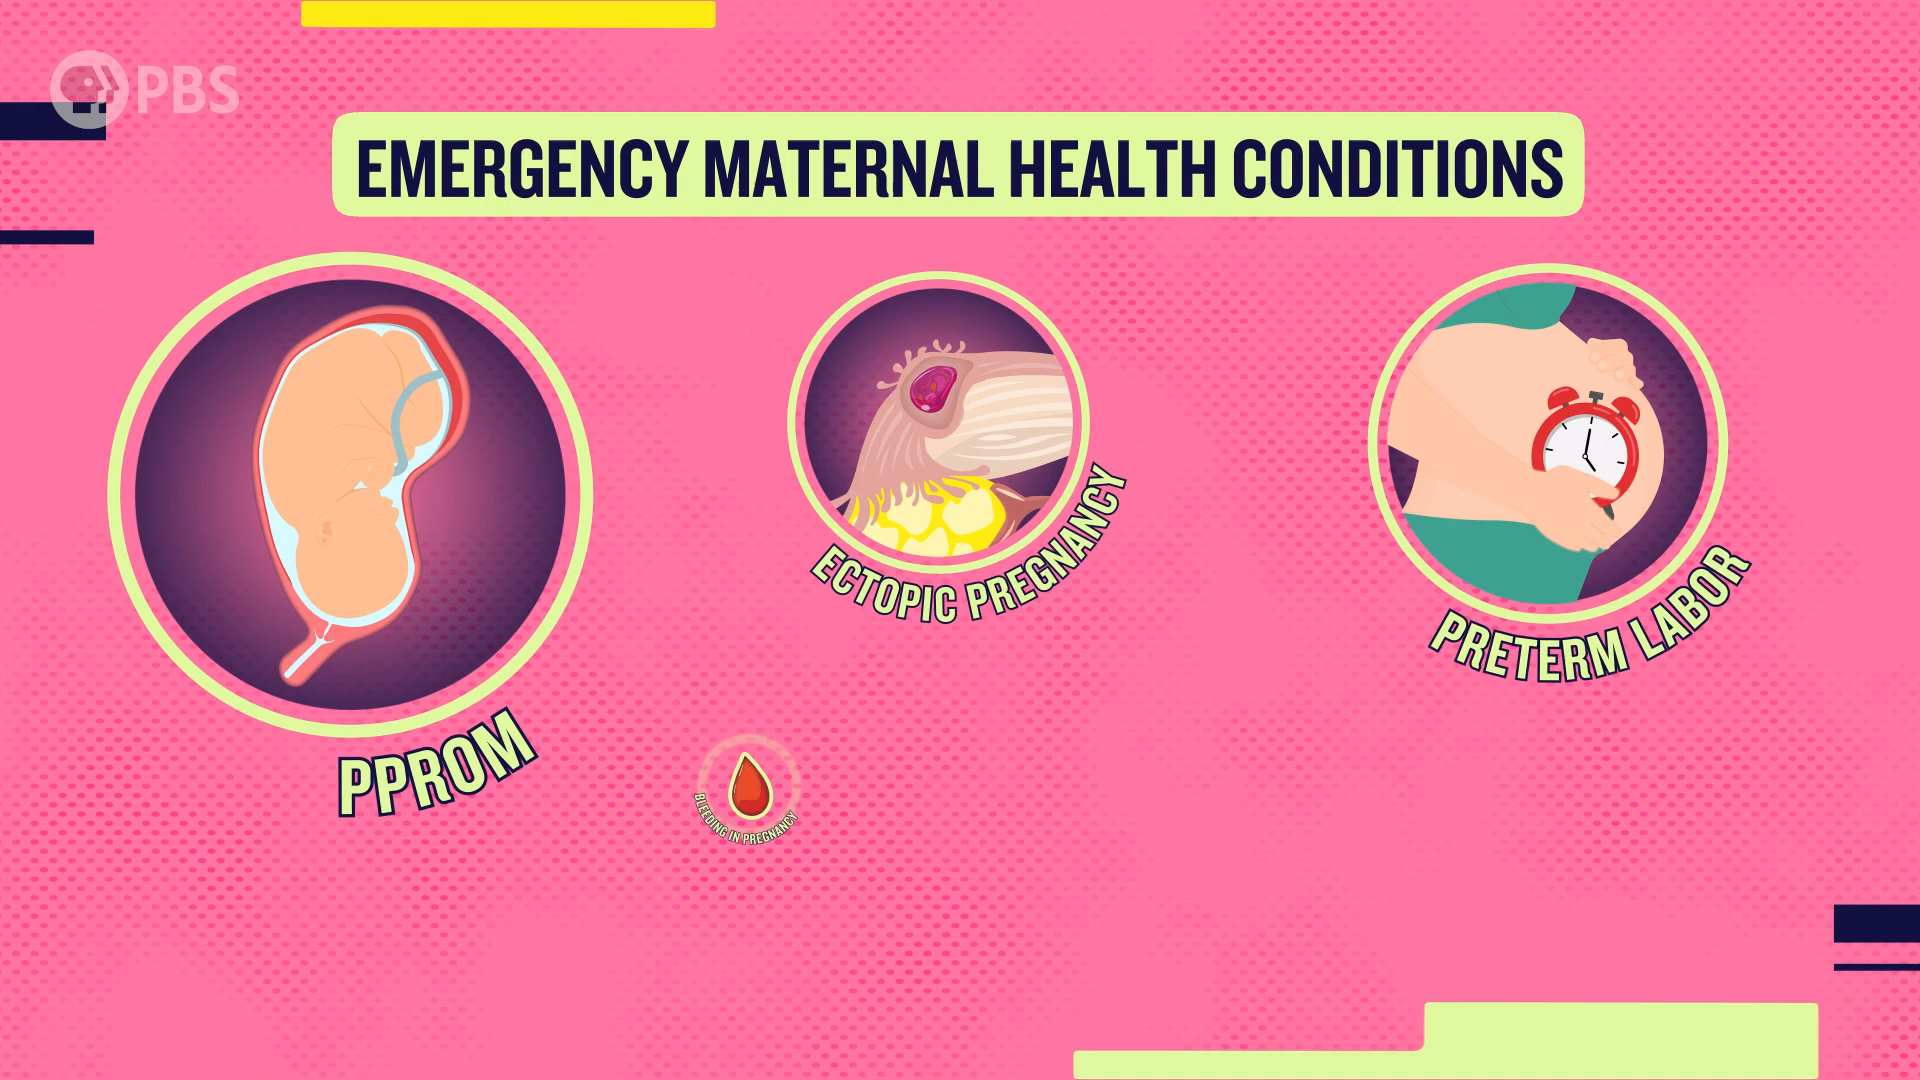 PBS
EMERGENCY MATERNAL HEALTH CONDITIONS
ECTOPIC PREGNANCY
PRETERM LABOR
PPROM
BLEEDING IN PREGNANCY